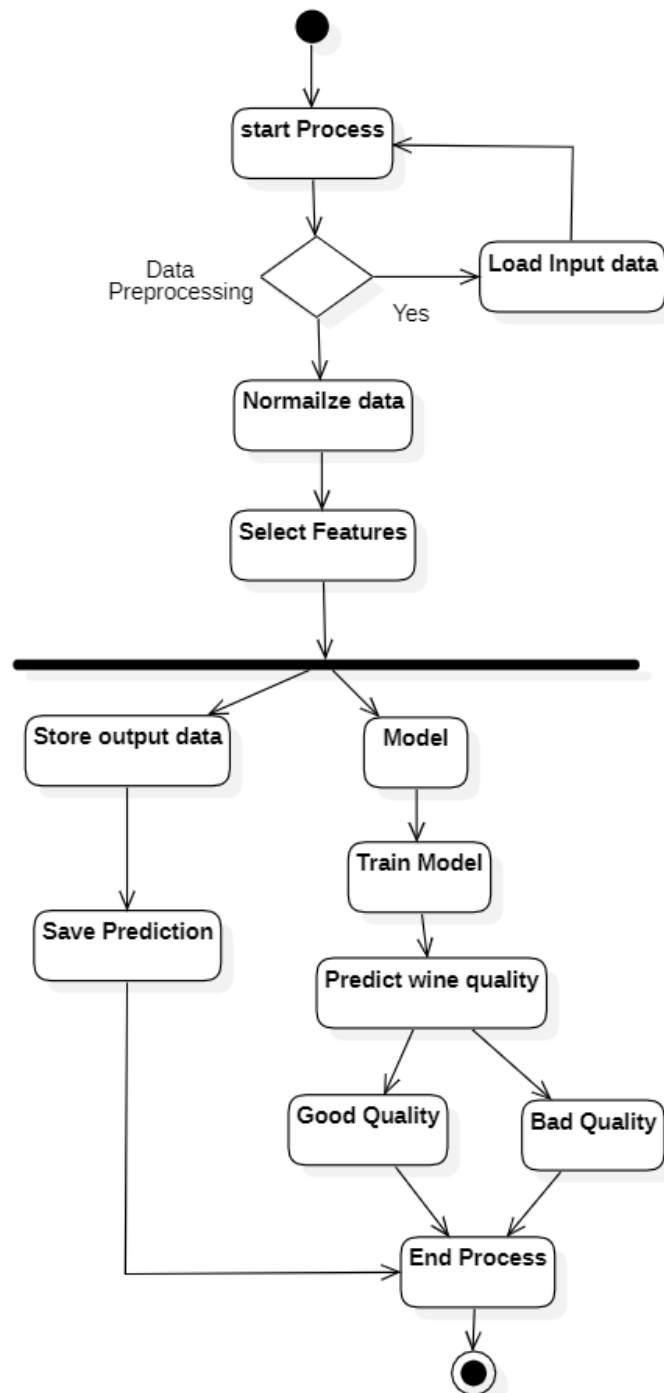 start Process
Data
Preprocessing
Load Input data
Yes
Normailze data
Select Features
Store output data
Model
Train Model
Save Prediction
Predict wine quality
Good Quality
Bad Quality
End Process